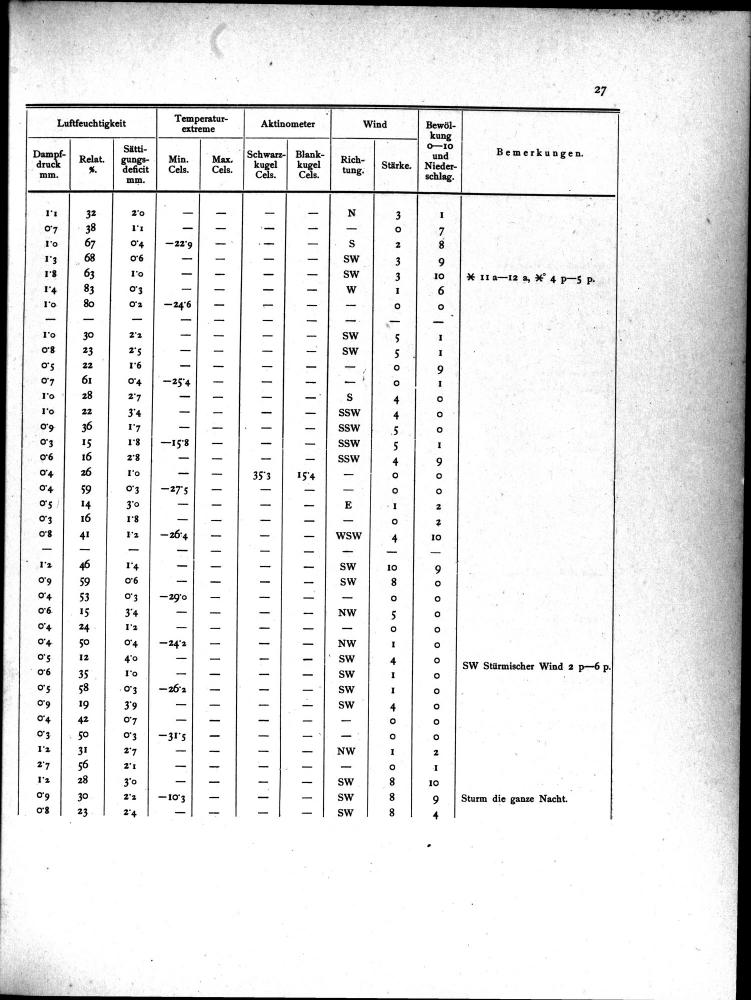 27
Luftfeuchtigkeit | Temperatur-extreme | Aktinometer | Wind | Bewöl-kung 0—10 und Nieder-schlag. | Bemerkungen.
Dampf-druck mm. | Relat. %. | Sätti-gungs-deficit mm. | Min. Cels. | Max. Cels. | Schwarz-kugel Cels. | Blank-kugel Cels. | Rich-tung. | Stärke.
1·1 32 2·0 — — — — N 3 1
0·7 38 1·1 — — — — — 0 7
1·0 67 0·4 —22·9 — — — S 2 8
1·3 68 0·6 — — — — SW 3 9
1·8 63 1·0 — — — — SW 3 10 ✶ 11 a—12 a, ✶° 4 p—5 p.
1·4 83 0·3 — — — — W 1 6
1·0 80 0·2 —24·6 — — — — 0 0
— — — — — — — — — —
1·0 30 2·2 — — — — SW 5 1
0·8 23 2·5 — — — — SW 5 1
0·5 22 1·6 — — — — — 0 9
0·7 61 0·4 —25·4 — — — — 0 1
1·0 28 2·7 — — — — S 4 0
1·0 22 3·4 — — — — SSW 4 0
0·9 36 1·7 — — — — SSW 5 0
0·3 15 1·8 —15·8 — — — SSW 5 1
0·6 16 2·8 — — — — SSW 4 9
0·4 26 1·0 — — 35·3 15·4 — 0 0
0·4 59 0·3 —27·5 — — — — 0 0
0·5 14 3·0 — — — — E 1 2
0·3 16 1·8 — — — — — 0 2
0·8 41 1·2 —26·4 — — — WSW 4 10
— — — — — — — — — —
1·2 46 1·4 — — — — SW 10 9
0·9 59 0·6 — — — — SW 8 0
0·4 53 0·3 —29·0 — — — — 0 0
0·6 15 3·4 — — — — NW 5 0
0·4 24 1·2 — — — — — 0 0
0·4 50 0·4 —24·2 — — — NW 1 0
0·5 12 4·0 — — — — SW 4 0 SW Stürmischer Wind 2 p—6 p.
0·6 35 1·0 — — — — SW 1 0
0·5 58 0·3 —26·2 — — — SW 1 0
0·9 19 3·9 — — — — SW 4 0
0·4 42 0·7 — — — — — 0 0
0·3 50 0·3 —31·5 — — — — 0 0
1·2 31 2·7 — — — — NW 1 2
2·7 56 2·1 — — — — — 0 1
1·2 28 3·0 — — — — SW 8 10
0·9 30 2·2 —10·3 — — — SW 8 9 Sturm die ganze Nacht.
0·8 23 2·4 — — — — SW 8 4